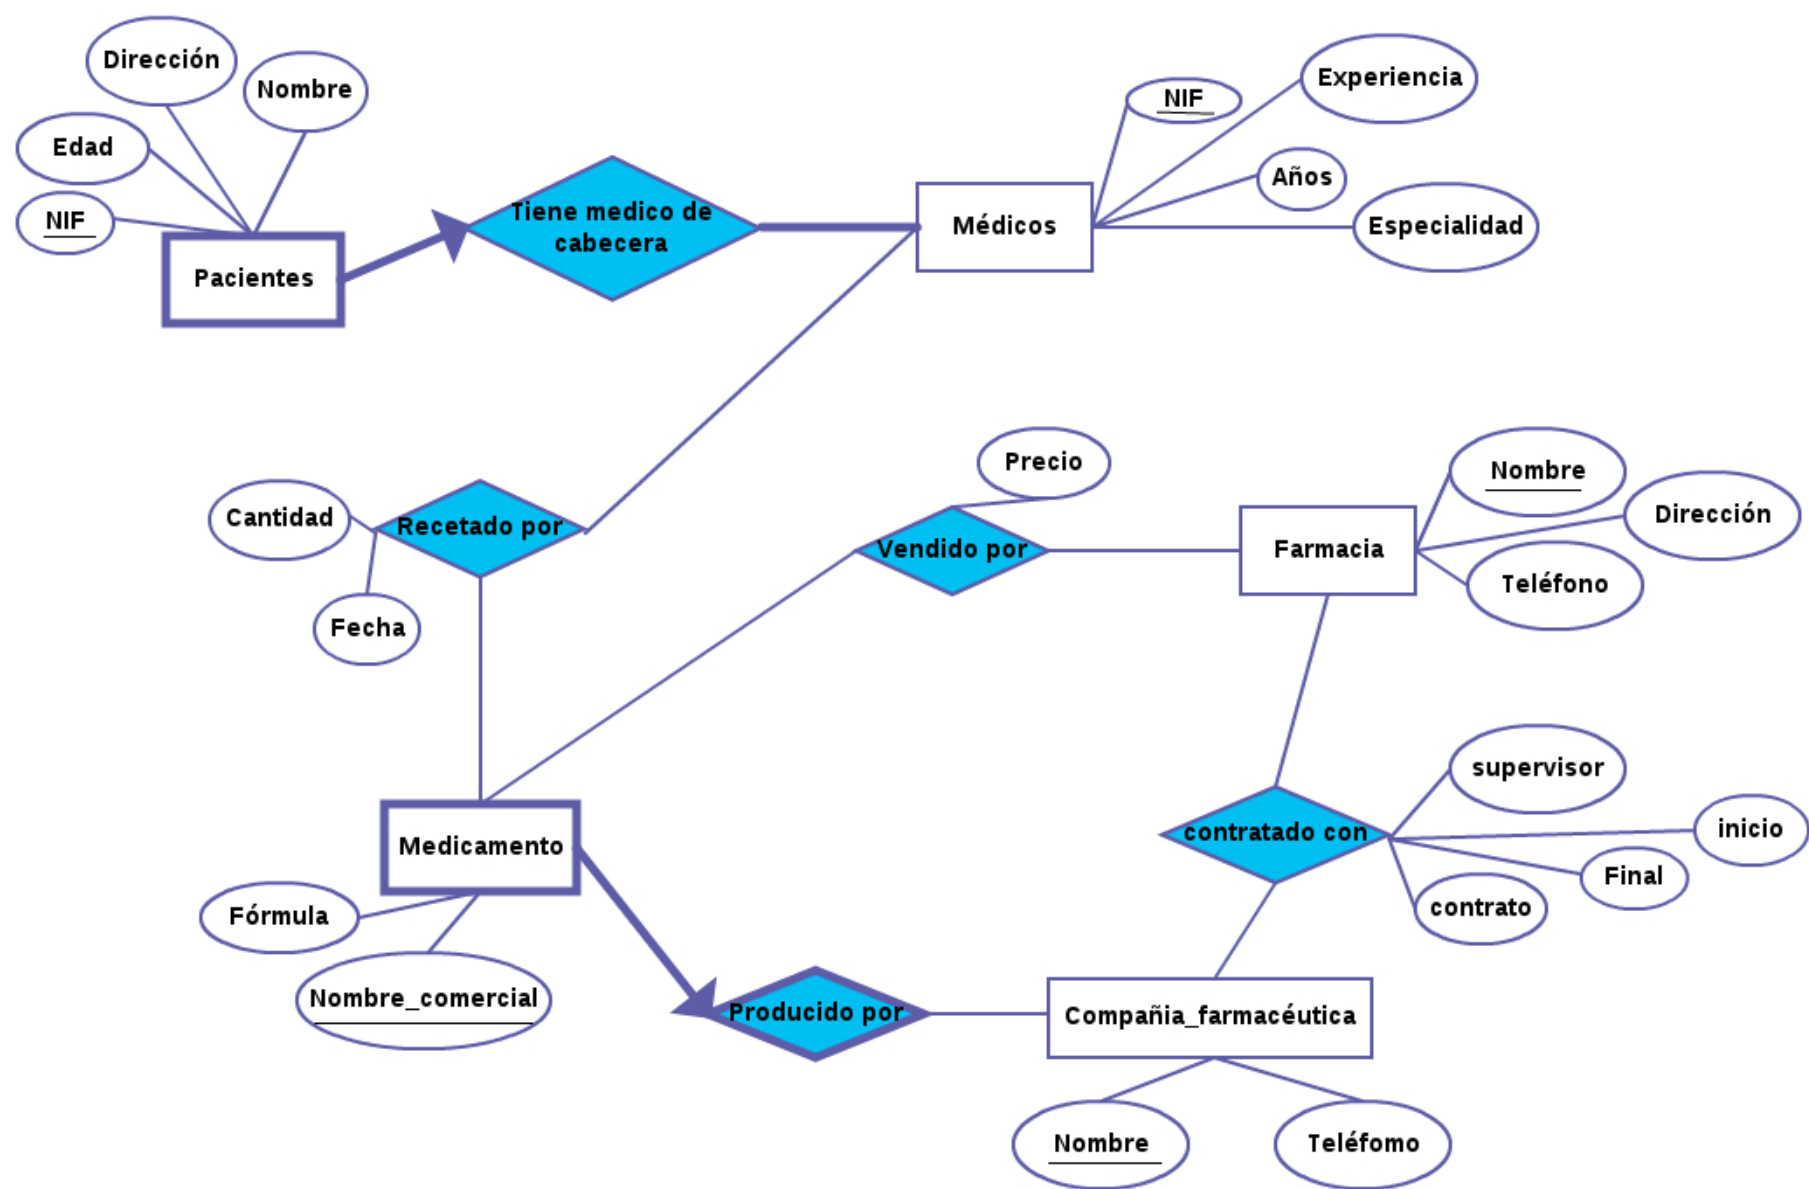 Dirección
Nombre
Edad
NIF
Pacientes
Tiene medico de
cabecera
Médicos
NIF
Experiencia
Años
Especialidad
Cantidad
Recetado por
Fecha
Precio
Vendido por
Farmacia
Nombre
Dirección
Teléfono
Medicamento
Fórmula
Nombre_comercial
Producido por
contratado con
supervisor
inicio
Final
contrato
Compañia_farmacéutica
Nombre
Teléfomo